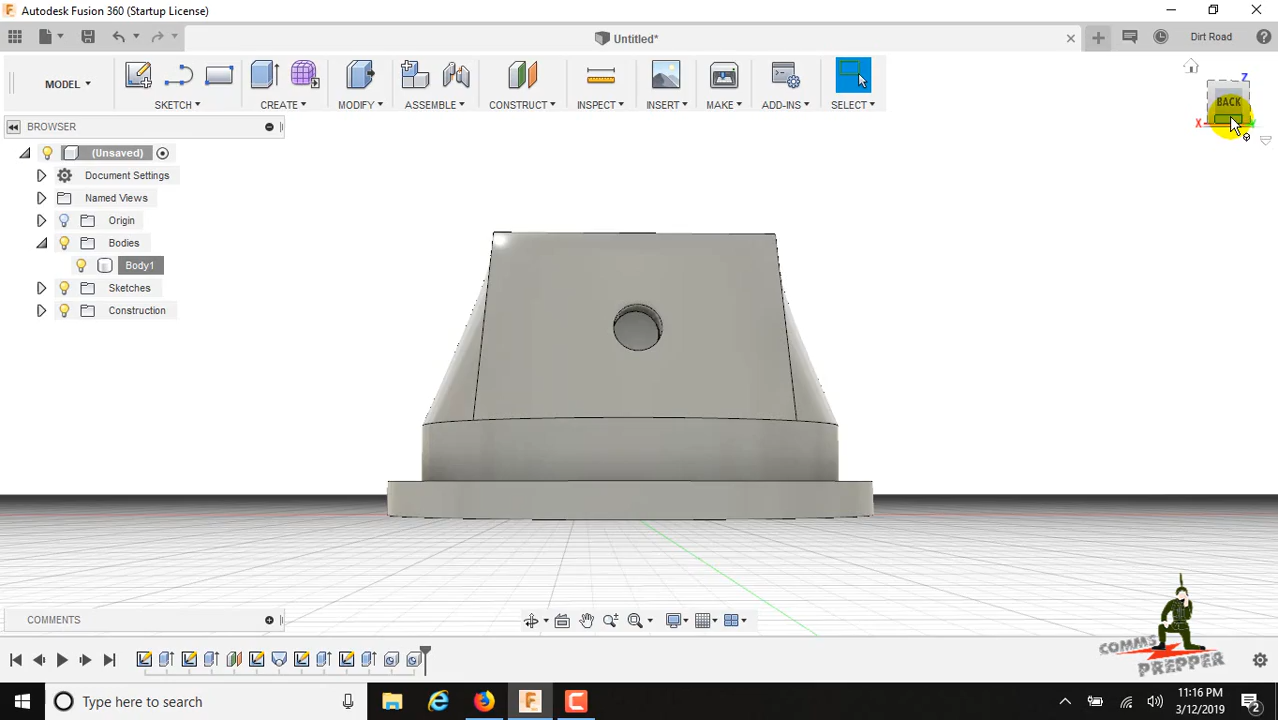 Autodesk Fusion 360 (Startup License)
Untitled*
Dirt Road
MODEL
SKETCH
CREATE
MODIFY
ASSEMBLE
CONSTRUCT
INSPECT
INSERT
MAKE
ADD-INS
SELECT
Z
BACK
X
BROWSER
(Unsaved)
Document Settings
Named Views
Origin
Bodies
Body1
Sketches
Construction
COMMENTS
COMMS
PREPPER
Type here to search
11:16 PM
3/12/2019
2